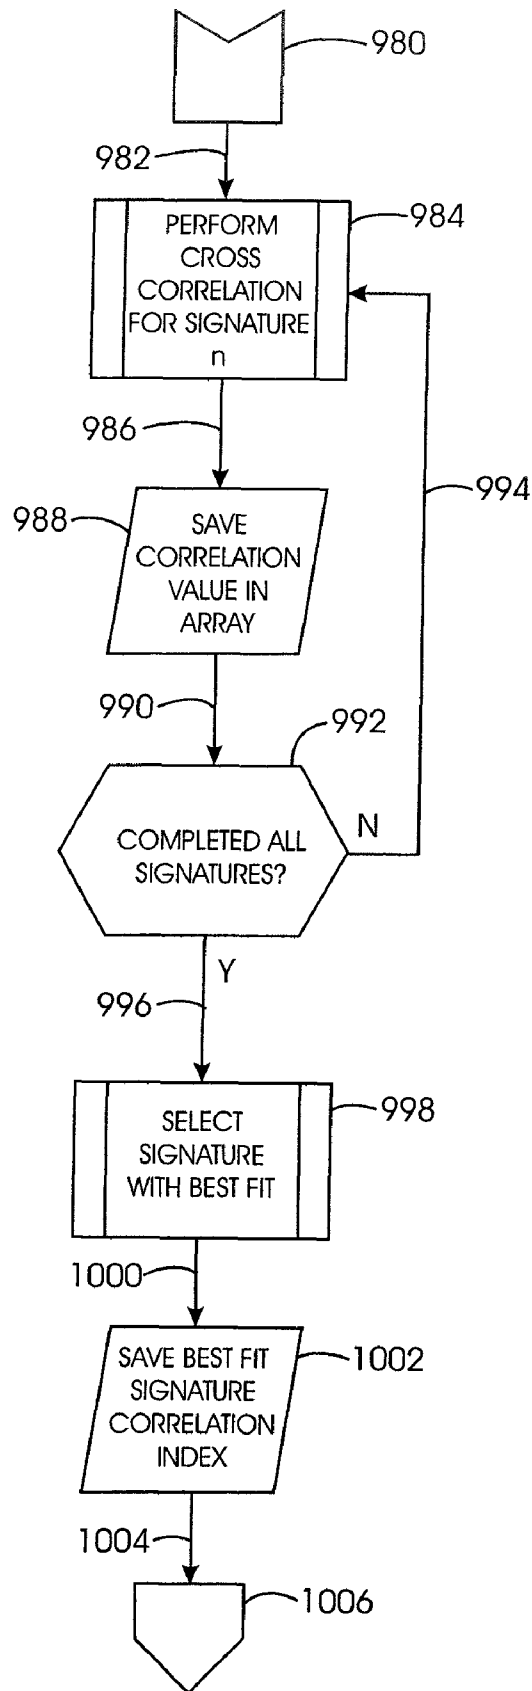 980
982
984
PERFORM
CROSS
CORRELATION
FOR SIGNATURE
n
986
994
988
SAVE
CORRELATION
VALUE IN
ARRAY
990
992
N
COMPLETED ALL
SIGNATURES?
Y
996
998
SELECT
SIGNATURE
WITH BEST FIT
1000
1002
SAVE BEST FIT
SIGNATURE
CORRELATION
INDEX
1004
1006